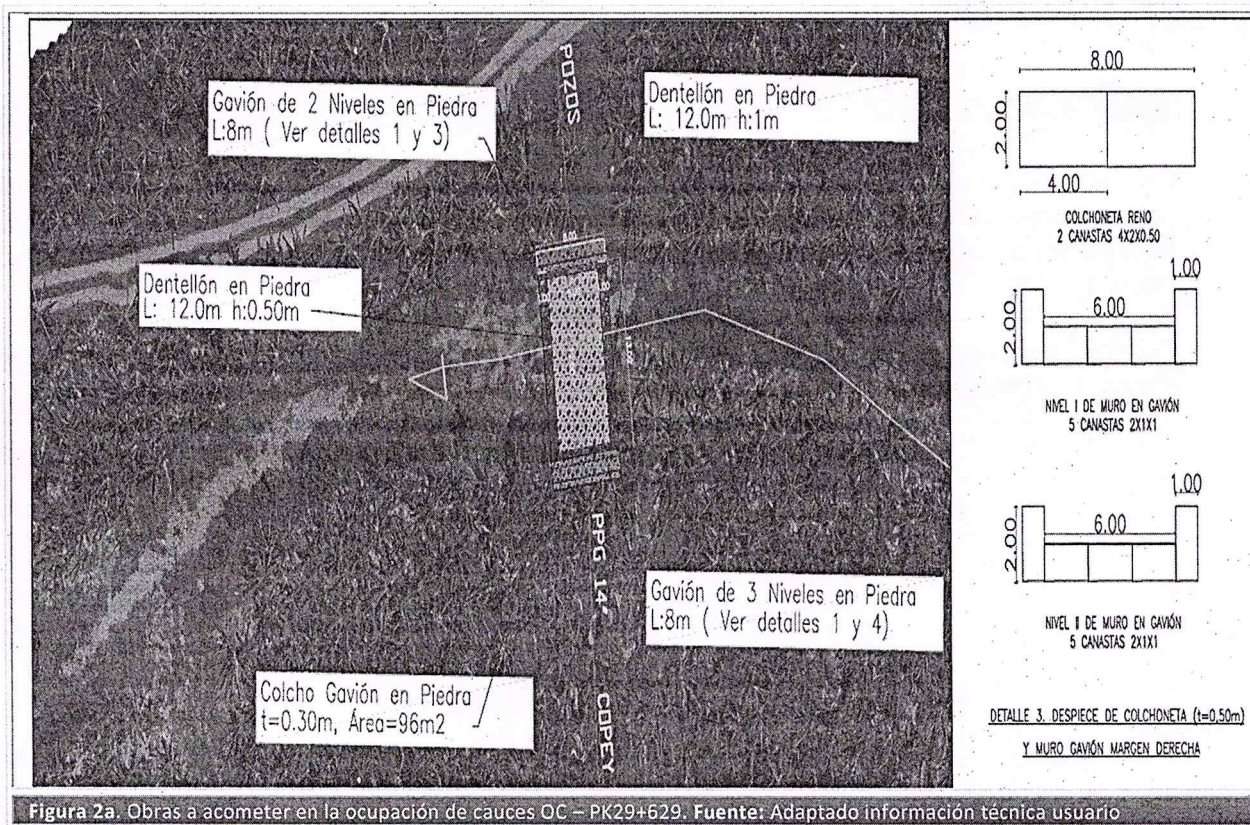 POZOS
Gavión de 2 Niveles en Piedra
L:8m ( Ver detalles 1 y 3)
Dentellón en Piedra
L: 12.0m h:1m
Dentellón en Piedra
L: 12.0m h:0.50m
PPG 14"
Gavión de 3 Niveles en Piedra
L:8m ( Ver detalles 1 y 4)
Colcho Gavión en Piedra
t=0.30m, Área=96m2
COPEY
8.00
2.00
4.00
COLCHONETA RENO
2 CANASTAS 4X2X0.50
1.00
6.00
2.00
NIVEL I DE MURO EN GAVIÓN
5 CANASTAS 2X1X1
1.00
6.00
2.00
NIVEL II DE MURO EN GAVIÓN
5 CANASTAS 2X1X1
DETALLE 3. DESPIECE DE COLCHONETA (t=0,50m)
Y MURO GAVIÓN MARGEN DERECHA
Figura 2a. Obras a acometer en la ocupación de cauces OC – PK29+629. Fuente: Adaptado información técnica usuario